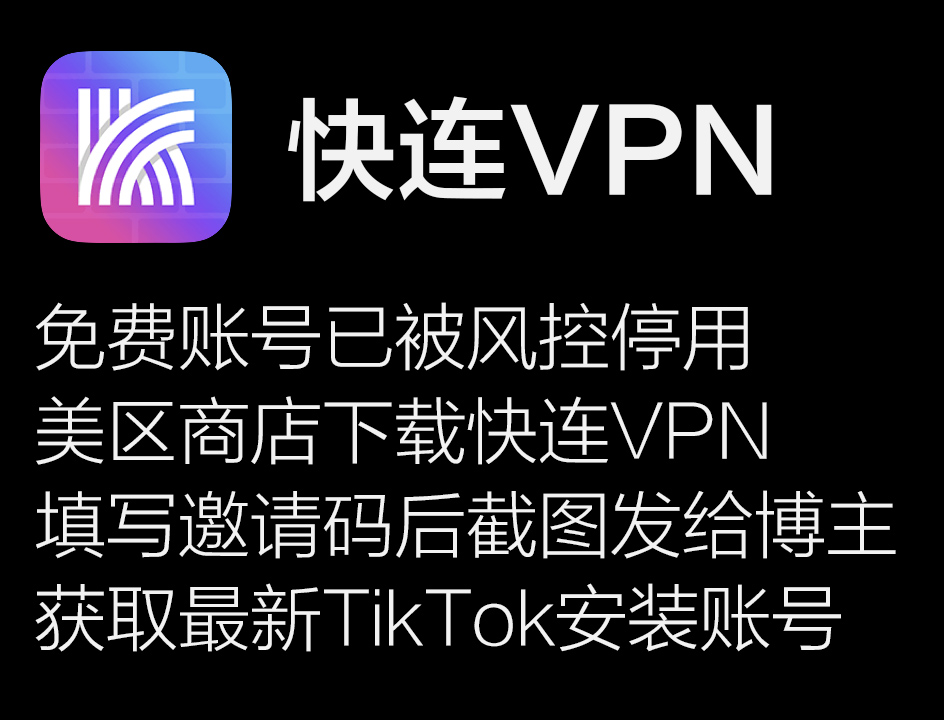 快连VPN
免费账号已被风控停用
美区商店下载快连VPN
填写邀请码后截图发给博主
获取最新TikTok安装账号